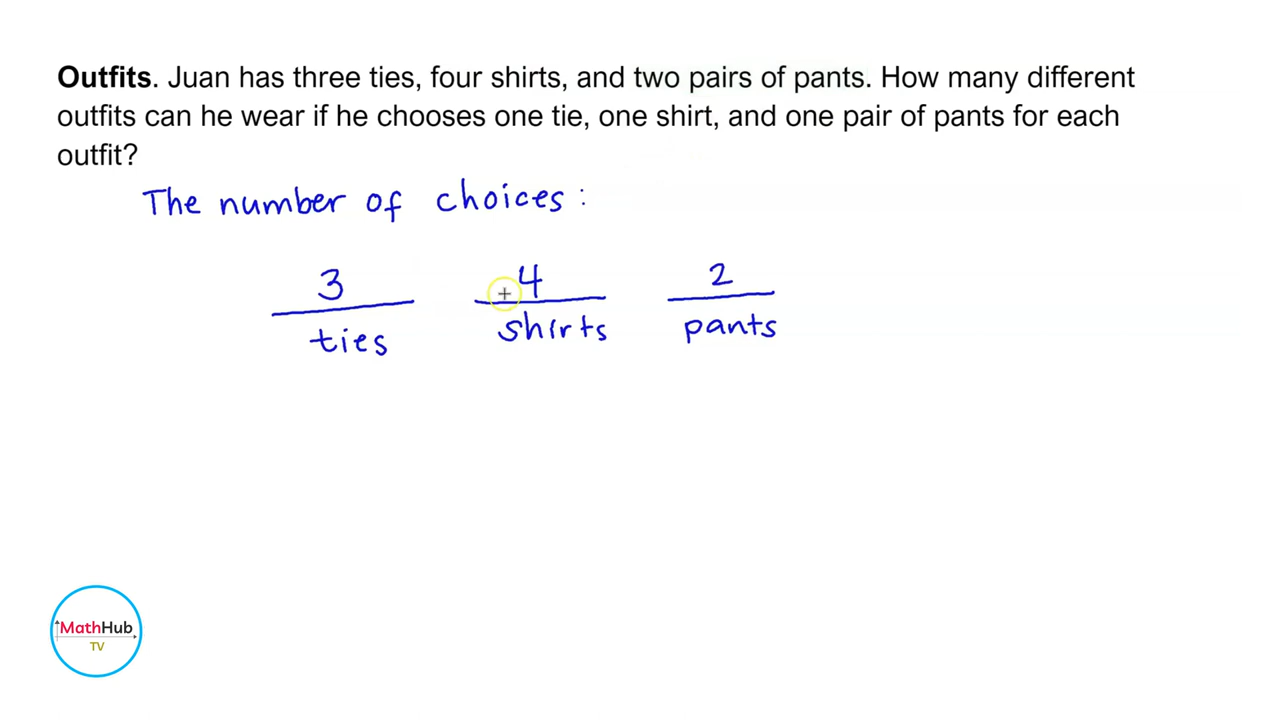 Outfits. Juan has three ties, four shirts, and two pairs of pants. How many different
outfits can he wear if he chooses one tie, one shirt, and one pair of pants for each
outfit?
The number of choices:
3 4 2
ties shirts pants
MathHub
TV